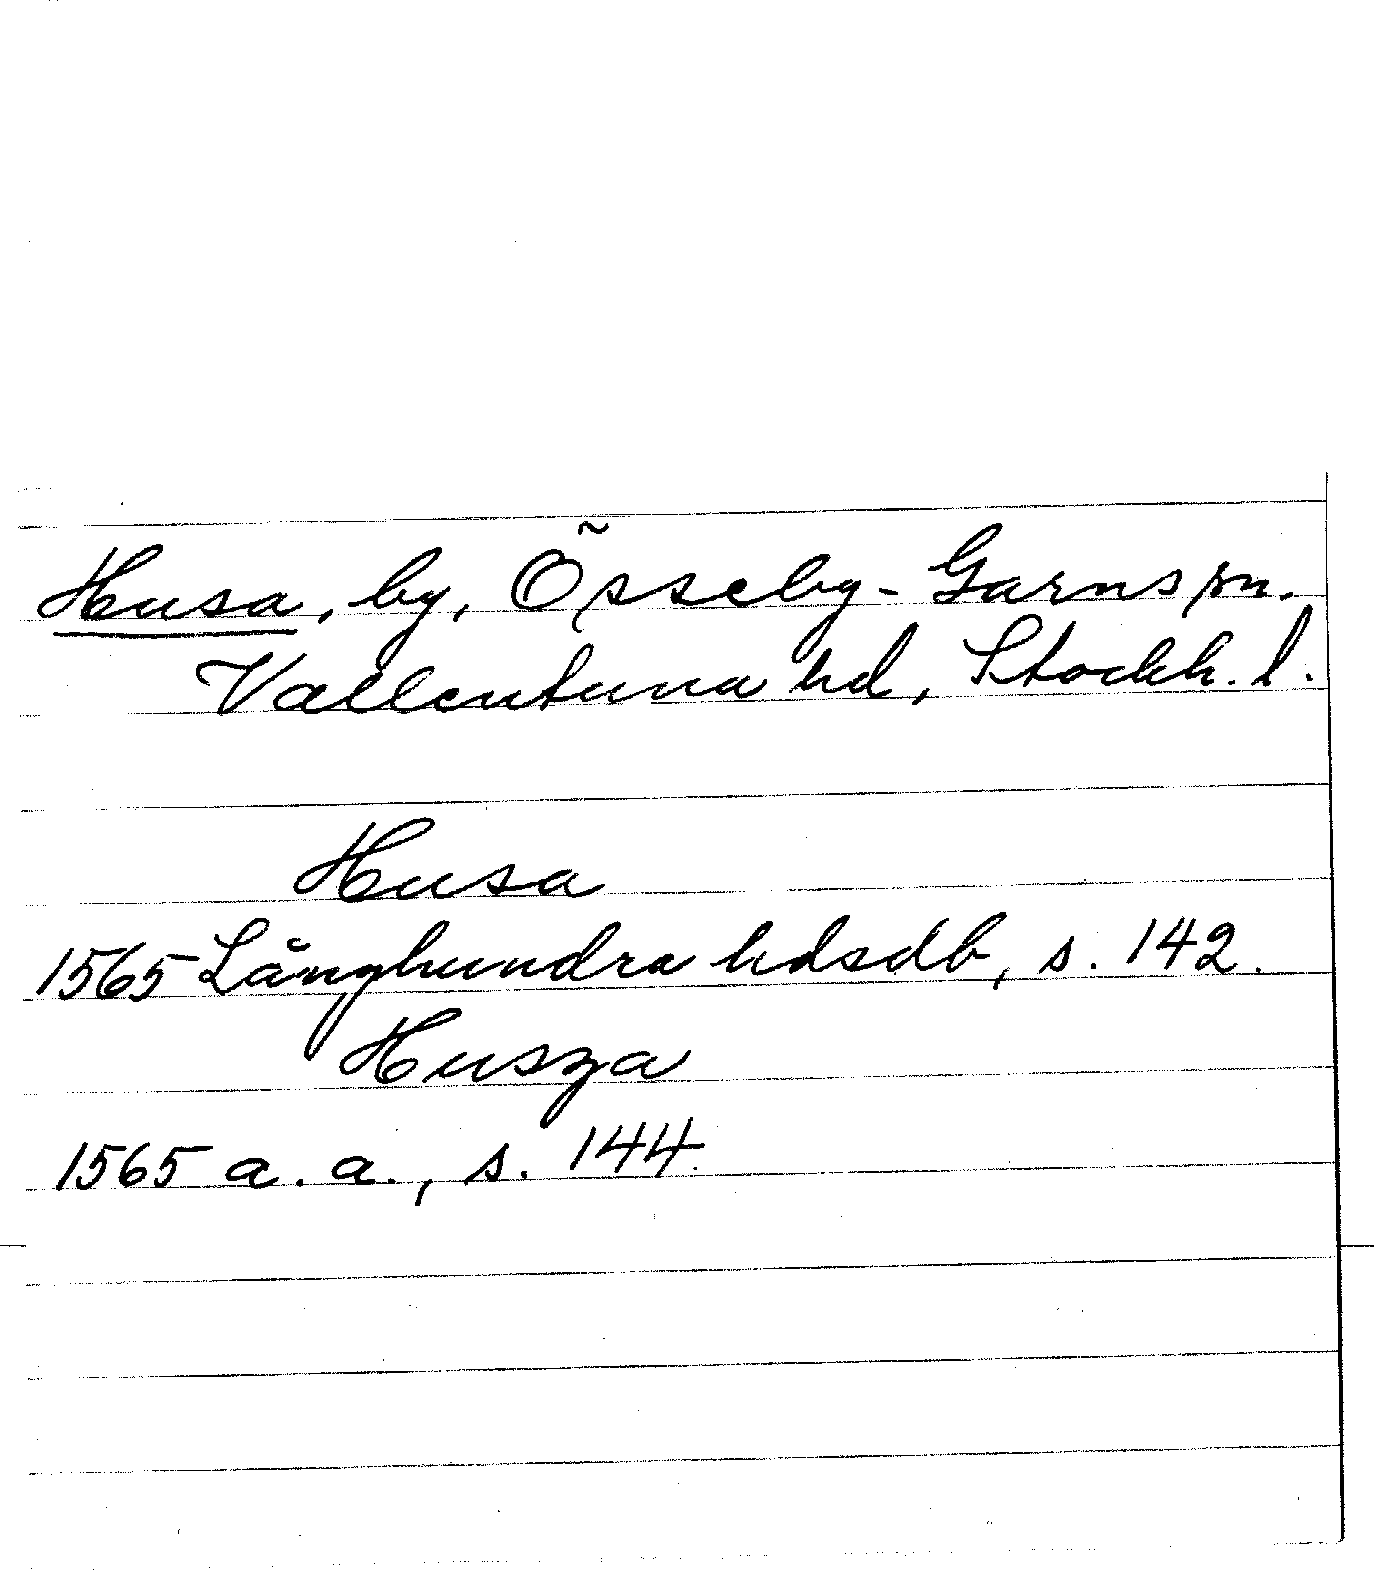 Husa, by, Össeby-Garns sn.
Vallentuna hd, Stockh. l.
Husa
1565 Långhundra hdsdb, s. 142.
Husza
1565 a. a., s. 144.